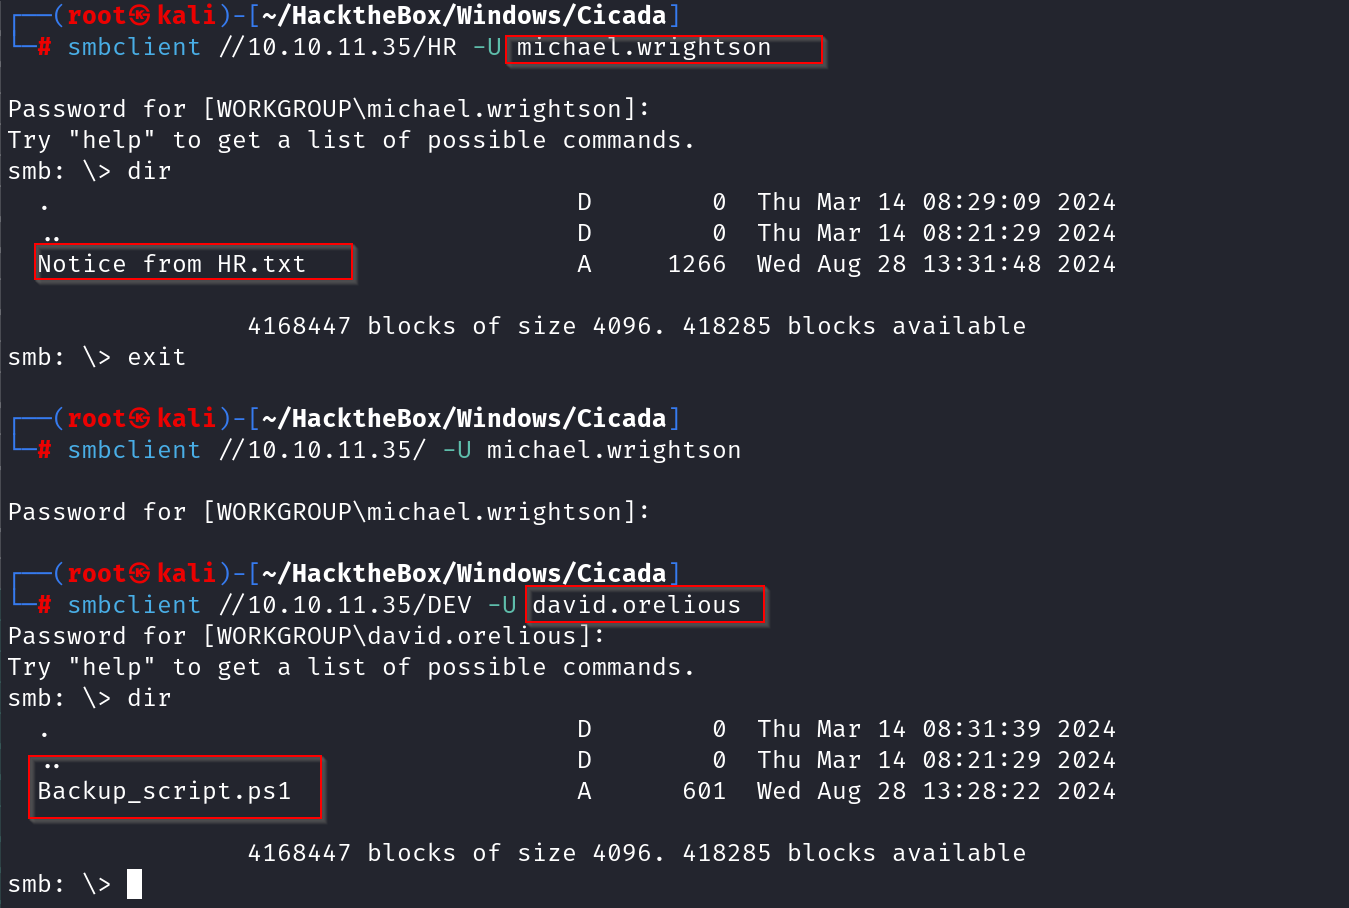 ┌──(root㉿kali)-[~/HacktheBox/Windows/Cicada]
└─# smbclient //10.10.11.35/HR -U michael.wrightson
Password for [WORKGROUP\michael.wrightson]:
Try "help" to get a list of possible commands.
smb: \> dir
. D 0 Thu Mar 14 08:29:09 2024
.. D 0 Thu Mar 14 08:21:29 2024
Notice from HR.txt A 1266 Wed Aug 28 13:31:48 2024
4168447 blocks of size 4096. 418285 blocks available
smb: \> exit
┌──(root㉿kali)-[~/HacktheBox/Windows/Cicada]
└─# smbclient //10.10.11.35/ -U michael.wrightson
Password for [WORKGROUP\michael.wrightson]:
┌──(root㉿kali)-[~/HacktheBox/Windows/Cicada]
└─# smbclient //10.10.11.35/DEV -U david.orelious
Password for [WORKGROUP\david.orelious]:
Try "help" to get a list of possible commands.
smb: \> dir
. D 0 Thu Mar 14 08:31:39 2024
.. D 0 Thu Mar 14 08:21:29 2024
Backup_script.ps1 A 601 Wed Aug 28 13:28:22 2024
4168447 blocks of size 4096. 418285 blocks available
smb: \>